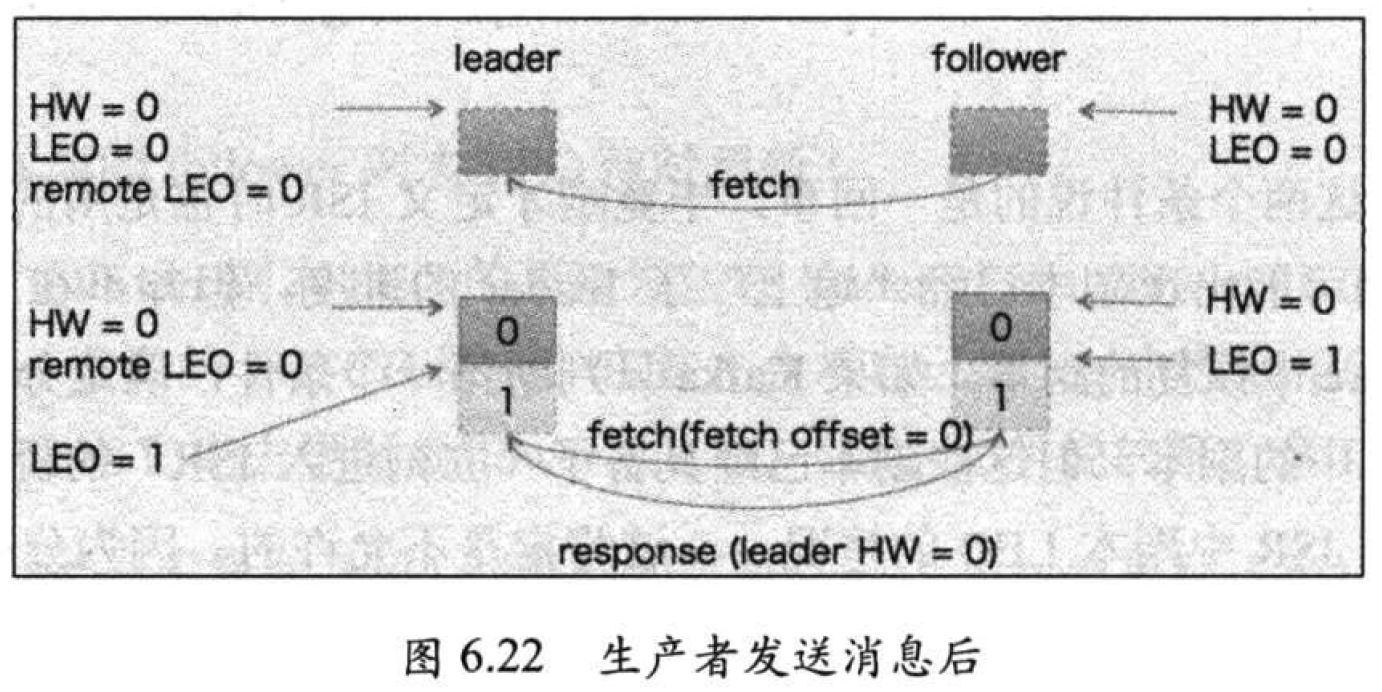 leader follower
HW = 0 HW = 0
LEO = 0 LEO = 0
remote LEO = 0 fetch
HW = 0 0 0 HW = 0
remote LEO = 0 LEO = 1
1 1
LEO = 1 fetch(fetch offset = 0)
response (leader HW = 0)
图 6.22 生产者发送消息后